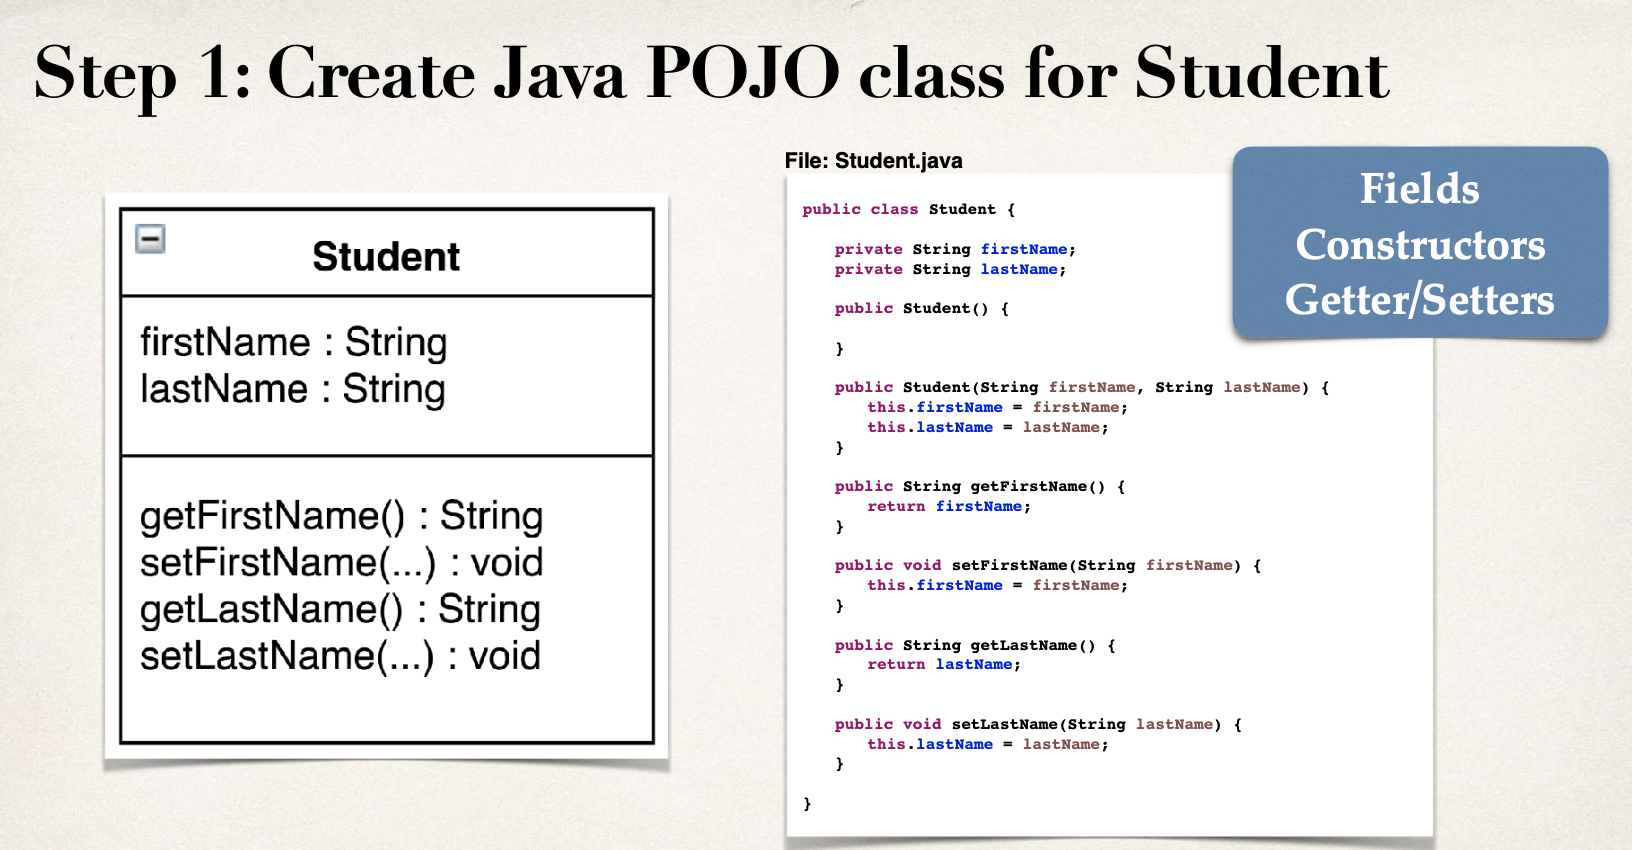 Step 1: Create Java POJO class for Student
Student
firstName : String
lastName : String
getFirstName() : String
setFirstName(...) : void
getLastName() : String
setLastName(...) : void
File: Student.java
public class Student {
private String firstName;
private String lastName;
public Student() {
}
public Student(String firstName, String lastName) {
this.firstName = firstName;
this.lastName = lastName;
}
public String getFirstName() {
return firstName;
}
public void setFirstName(String firstName) {
this.firstName = firstName;
}
public String getLastName() {
return lastName;
}
public void setLastName(String lastName) {
this.lastName = lastName;
}
}
Fields
Constructors
Getter/Setters